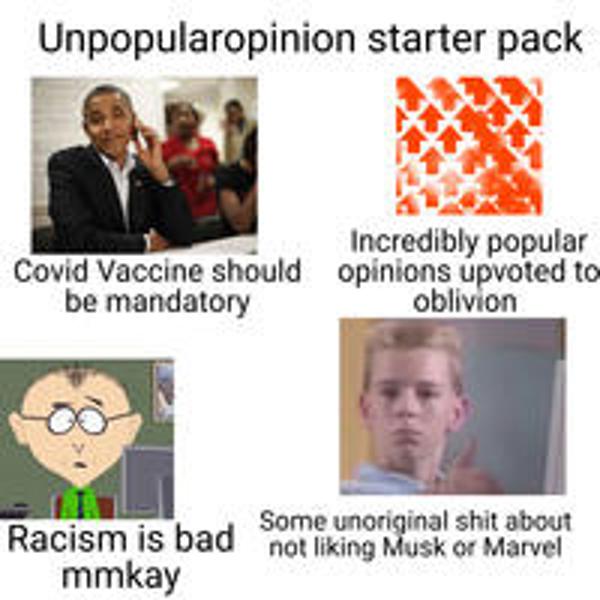 Unpopularopinion starter pack
Covid Vaccine should
be mandatory
Incredibly popular
opinions upvoted to
oblivion
Racism is bad
mmkay
Some unoriginal shit about
not liking Musk or Marvel